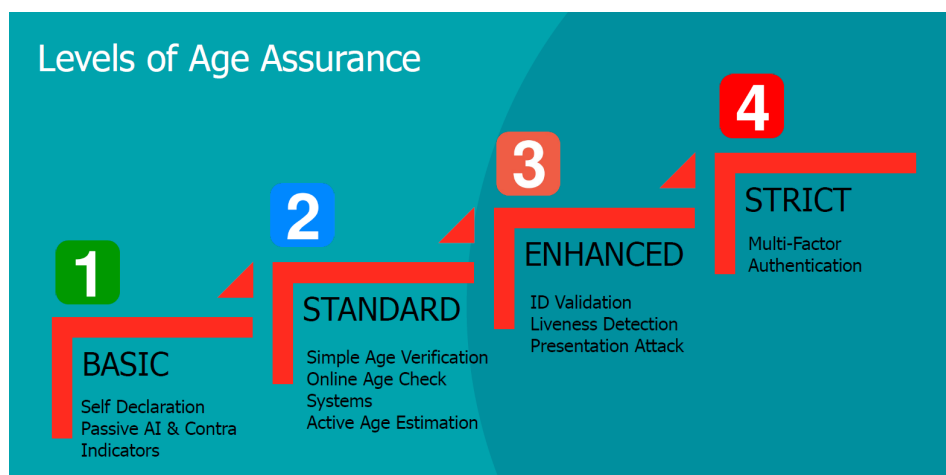 Levels of Age Assurance
1
BASIC
Self Declaration
Passive AI & Contra
Indicators
2
STANDARD
Simple Age Verification
Online Age Check
Systems
Active Age Estimation
3
ENHANCED
ID Validation
Liveness Detection
Presentation Attack
4
STRICT
Multi-Factor
Authentication